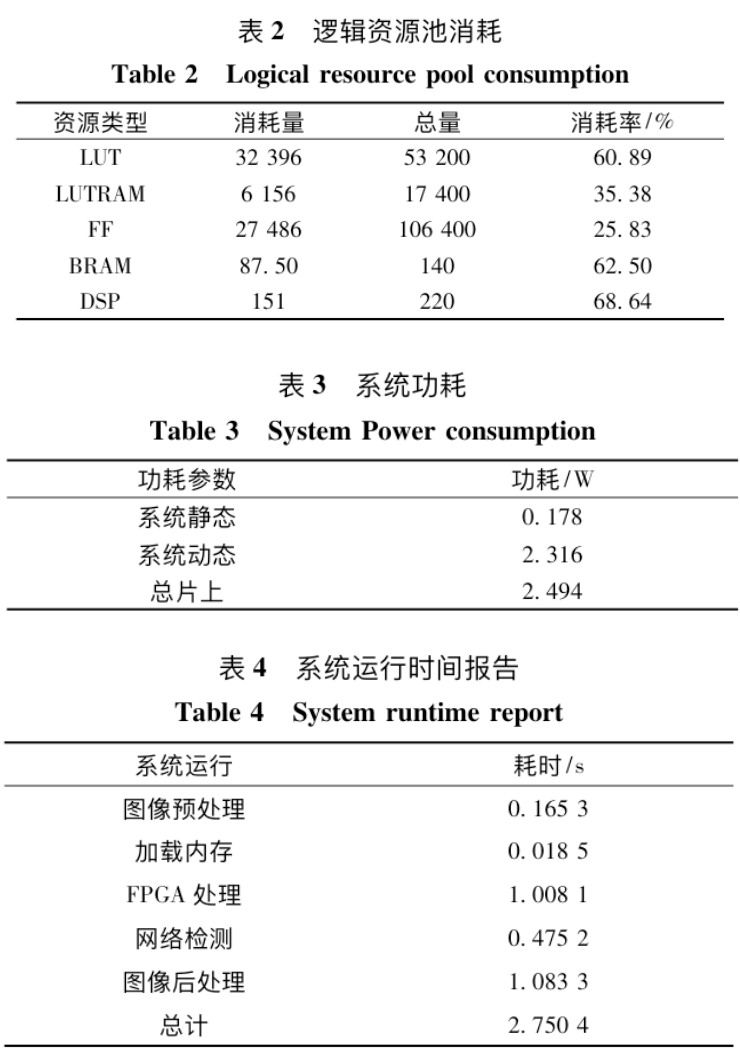 表 2 逻辑资源池消耗
Table 2 Logical resource pool consumption
资源类型 消耗量 总量 消耗率/%
LUT 32 396 53 200 60.89
LUTRAM 6 156 17 400 35.38
FF 27 486 106 400 25.83
BRAM 87.50 140 62.50
DSP 151 220 68.64
表 3 系统功耗
Table 3 System Power consumption
功耗参数 功耗/W
系统静态 0.178
系统动态 2.316
总片上 2.494
表 4 系统运行时间报告
Table 4 System runtime report
系统运行 耗时/s
图像预处理 0.165 3
加载内存 0.018 5
FPGA 处理 1.008 1
网络检测 0.475 2
图像后处理 1.083 3
总计 2.750 4